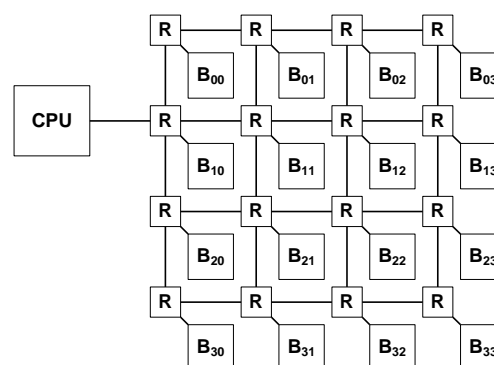 R R R R
B00 B01 B02 B03
CPU R R R R
B10 B11 B12 B13
R R R R
B20 B21 B22 B23
R R R R
B30 B31 B32 B33